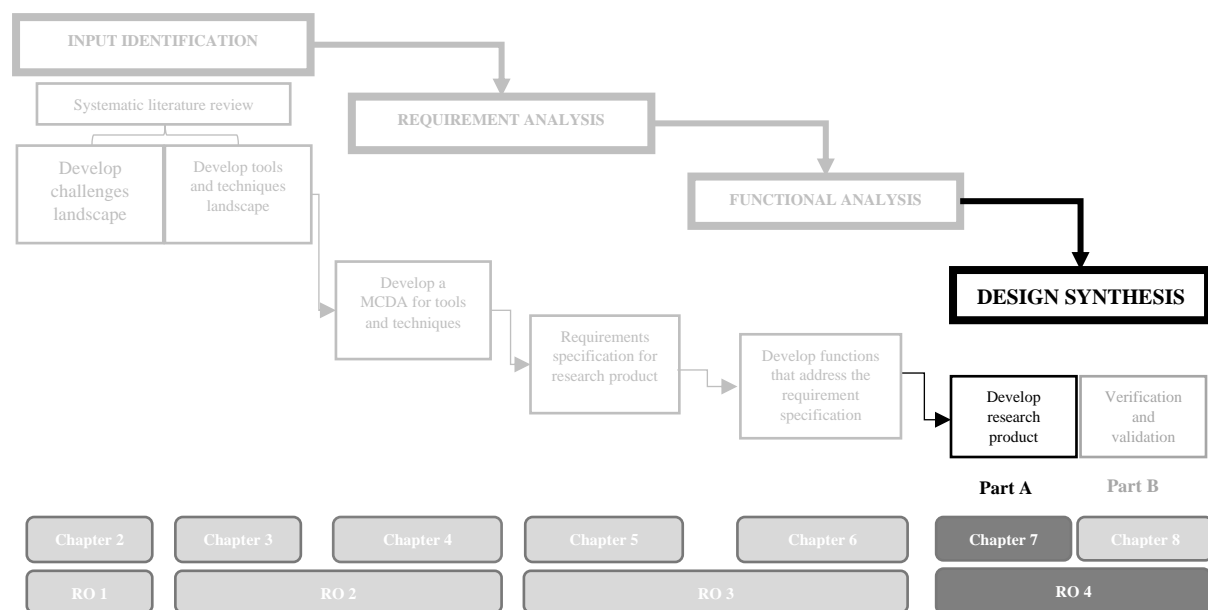 INPUT IDENTIFICATION
Systematic literature review
Develop
challenges
landscape
Develop tools
and techniques
landscape
REQUIREMENT ANALYSIS
FUNCTIONAL ANALYSIS
DESIGN SYNTHESIS
Develop a
MCDA for tools
and techniques
Requirements
specification for
research product
Develop functions
that address the
requirement
specification
Develop
research
product
Verification
and
validation
Part A
Part B
Chapter 2
Chapter 3
Chapter 4
Chapter 5
Chapter 6
Chapter 7
Chapter 8
RO 1
RO 2
RO 3
RO 4